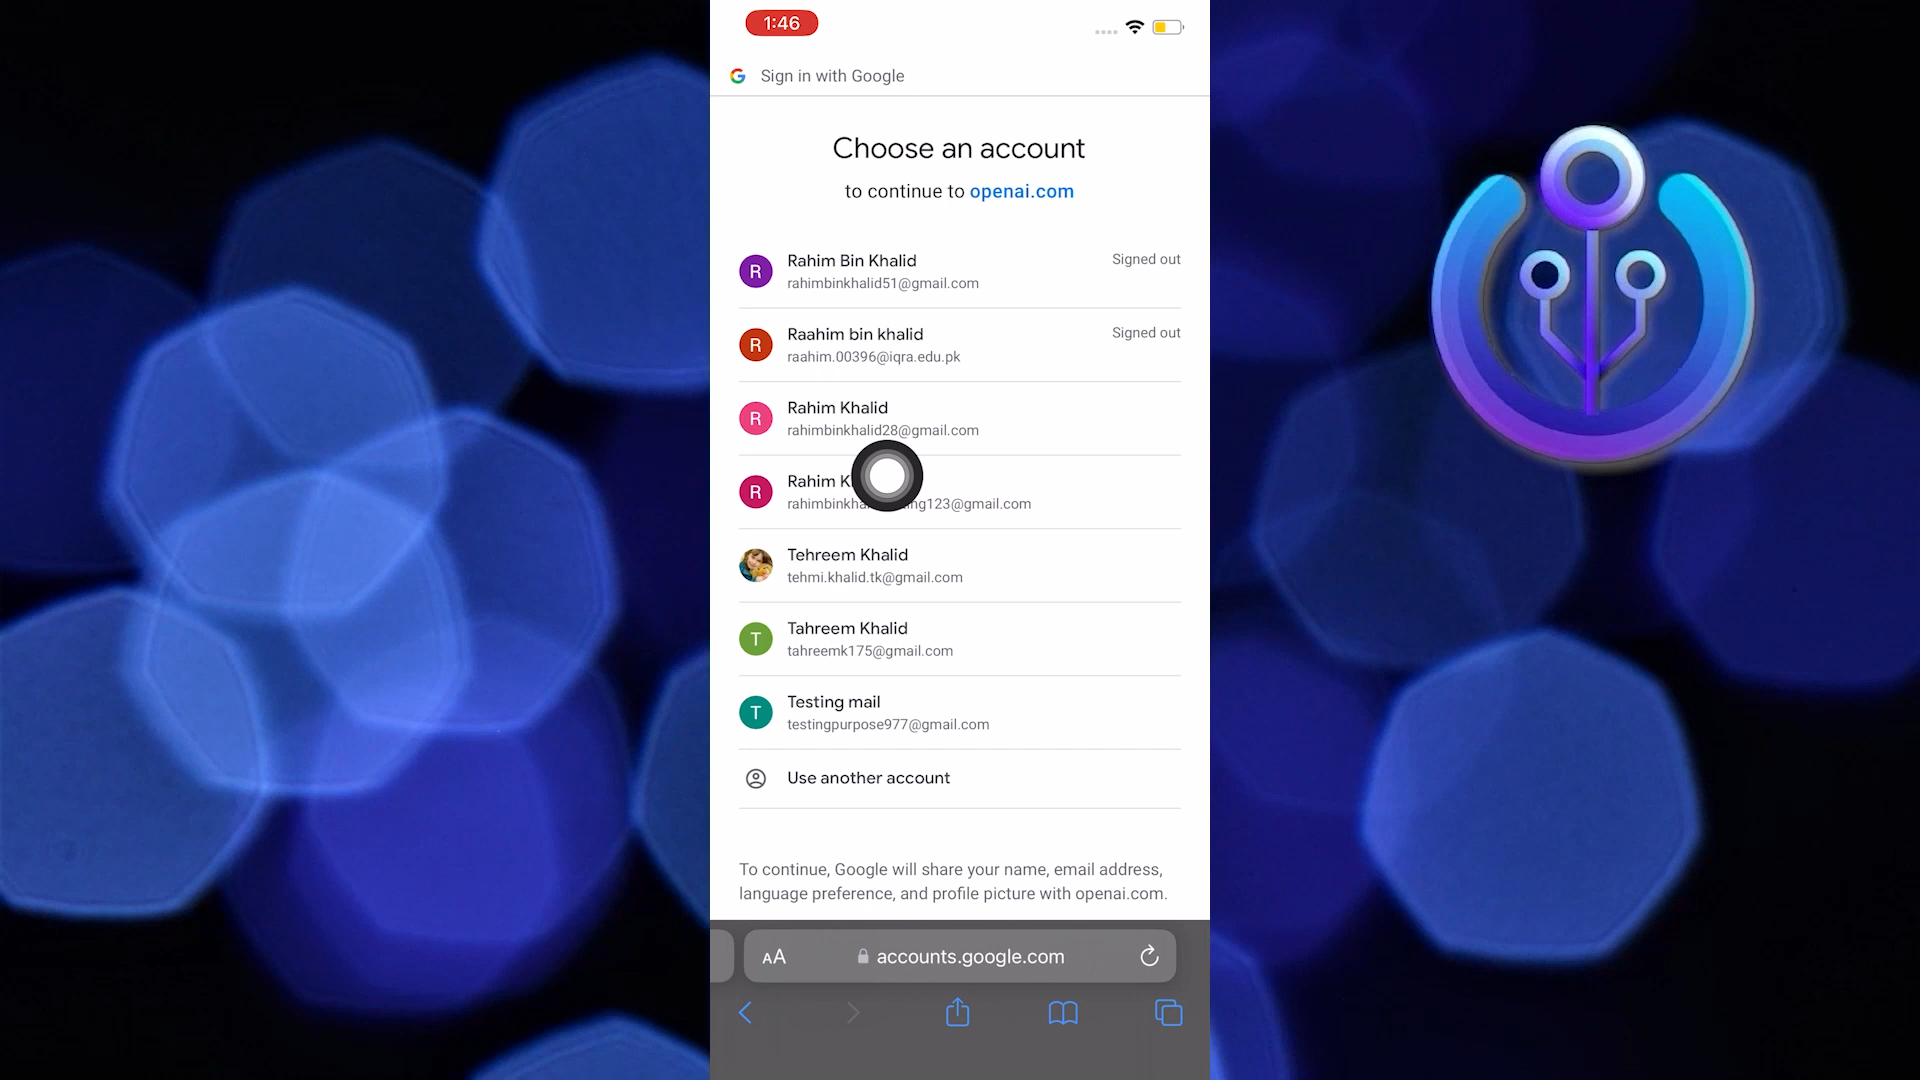 1:46
Sign in with Google
Choose an account
to continue to openai.com
R
Rahim Bin Khalid
Signed out
rahimbinkhalid51@gmail.com
R
Raahim bin khalid
Signed out
raahim.00396@iqra.edu.pk
R
Rahim Khalid
rahimbinkhalid28@gmail.com
R
Rahim
Tehreem Khalid
tehmi.khalid.tk@gmail.com
T
Tahreem Khalid
tahreemk175@gmail.com
T
Testing mail
testingpurpose977@gmail.com
Use another account
To continue, Google will share your name, email address,
language preference, and profile picture with openai.com.
AA
accounts.google.com